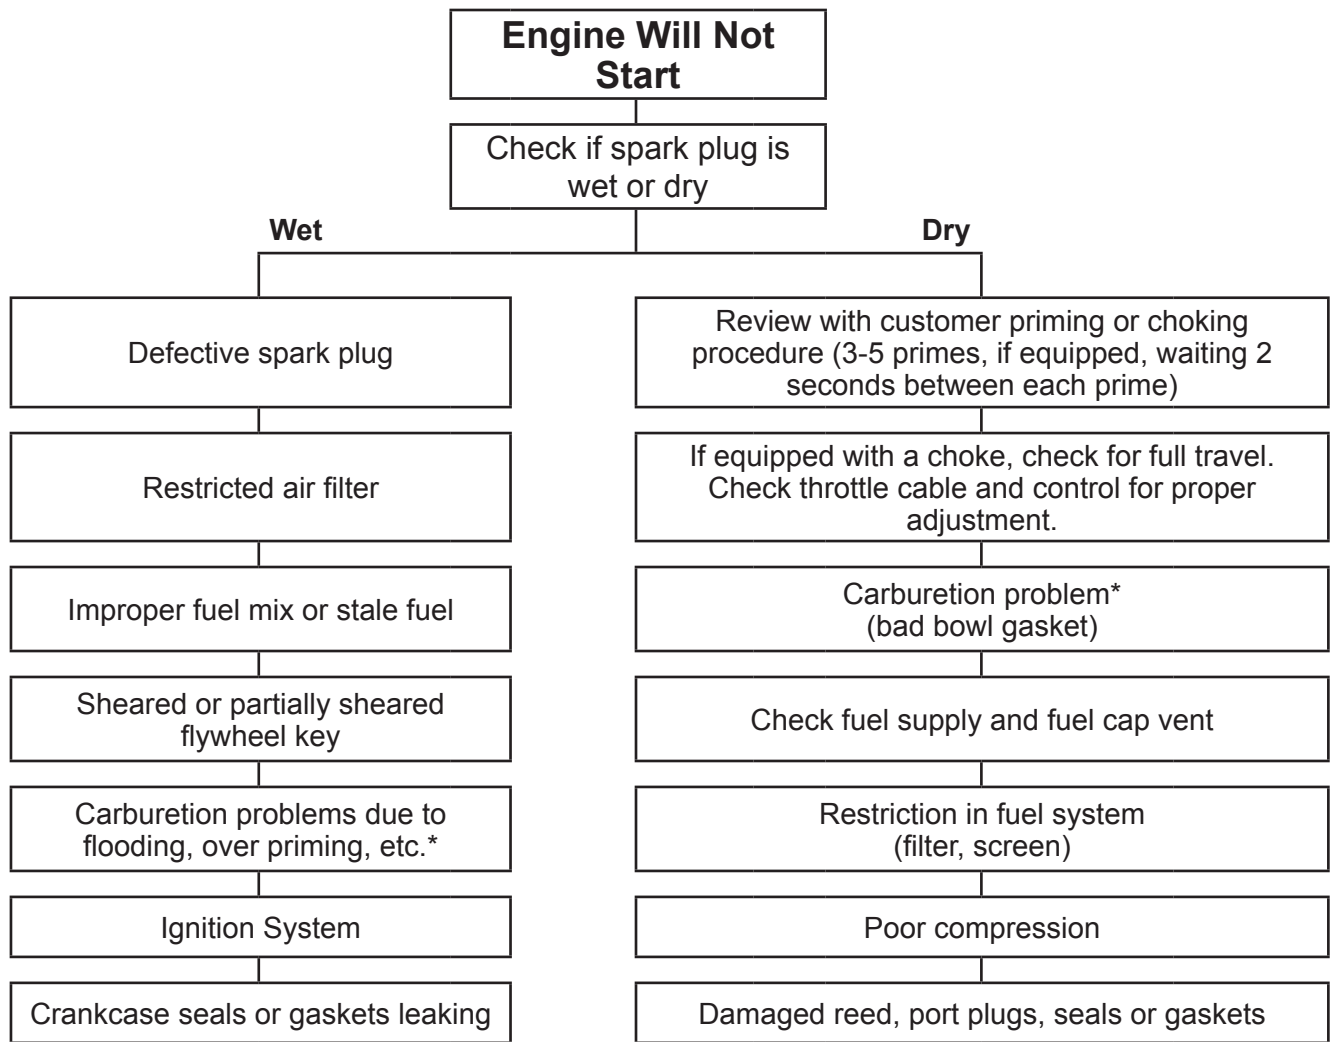 Engine Will Not
Start
Check if spark plug is
wet or dry
Wet
Dry
Defective spark plug
Restricted air filter
Improper fuel mix or stale fuel
Sheared or partially sheared
flywheel key
Carburetion problems due to
flooding, over priming, etc.*
Ignition System
Crankcase seals or gaskets leaking
Review with customer priming or choking
procedure (3-5 primes, if equipped, waiting 2
seconds between each prime)
If equipped with a choke, check for full travel.
Check throttle cable and control for proper
adjustment.
Carburetion problem*
(bad bowl gasket)
Check fuel supply and fuel cap vent
Restriction in fuel system
(filter, screen)
Poor compression
Damaged reed, port plugs, seals or gaskets